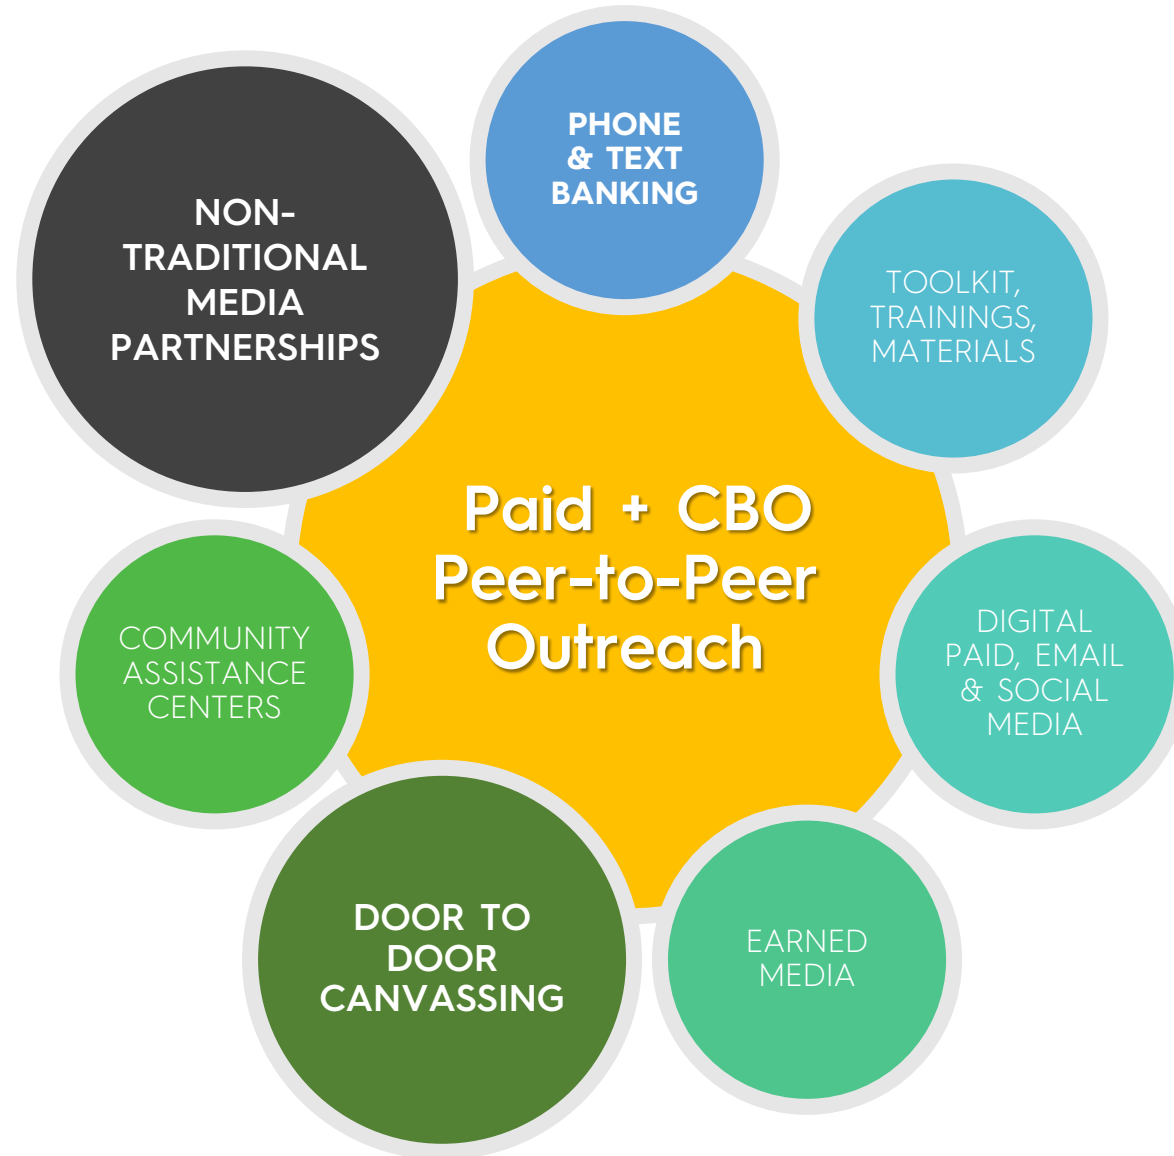 PHONE
& TEXT
BANKING
NON-
TRADITIONAL
MEDIA
PARTNERSHIPS
TOOLKIT,
TRAININGS,
MATERIALS
Paid + CBO
Peer-to-Peer
Outreach
COMMUNITY
ASSISTANCE
CENTERS
DIGITAL
PAID, EMAIL
& SOCIAL
MEDIA
DOOR TO
DOOR
CANVASSING
EARNED
MEDIA